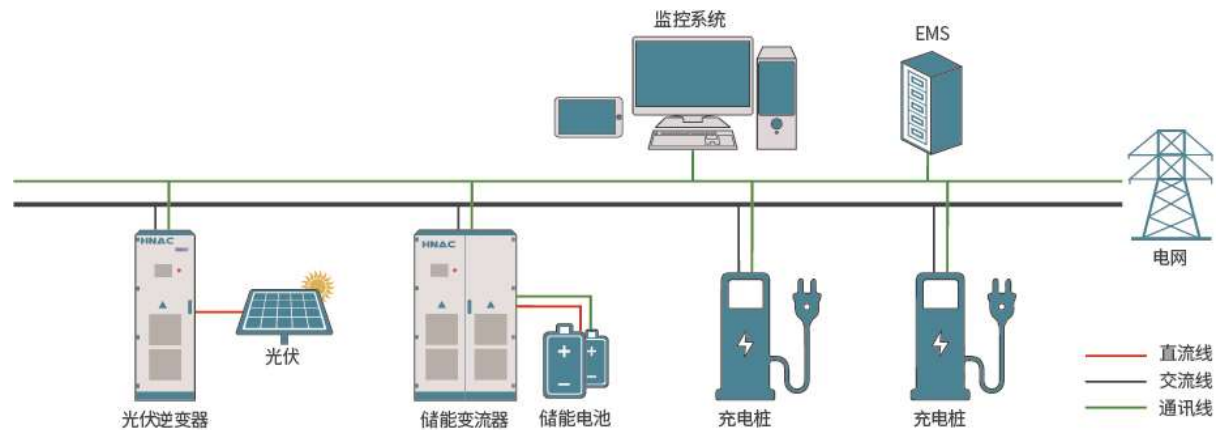 监控系统
EMS
HNAC
HNAC
电网
光伏
直流线
交流线
通讯线
光伏逆变器
储能变流器
储能电池
充电桩
充电桩